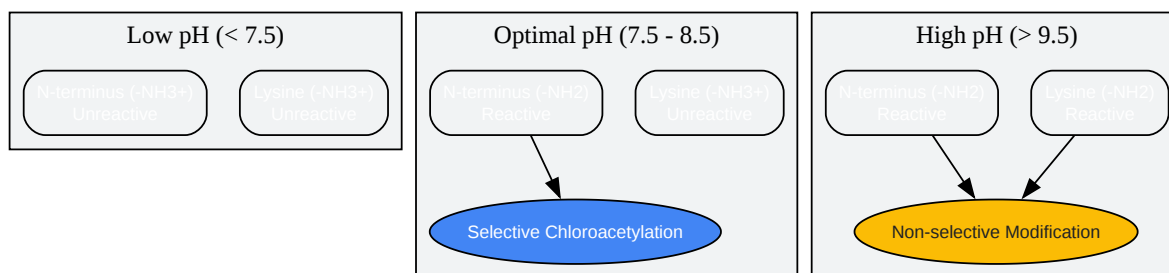 Low pH (< 7.5)
N-terminus (-NH3+)
Unreactive
Lysine (-NH3+)
Unreactive
Optimal pH (7.5 - 8.5)
N-terminus (-NH2)
Reactive
Lysine (-NH3+)
Unreactive
Selective Chloroacetylation
High pH (> 9.5)
N-terminus (-NH2)
Reactive
Lysine (-NH2)
Reactive
Non-selective Modification